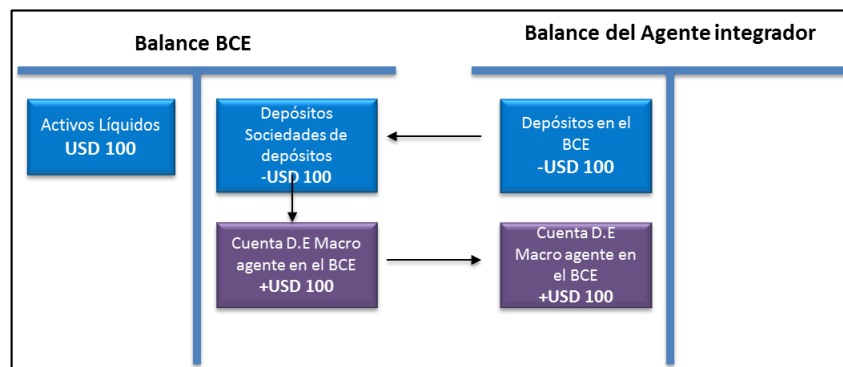 Balance BCE
Balance del Agente integrador
Activos Líquidos
USD 100
Depósitos
Sociedades de
depósitos
-USD 100
Depósitos en el
BCE
-USD 100
Cuenta D.E Macro
agente en el BCE
+USD 100
Cuenta D.E
Macro agente en
el BCE
+USD 100